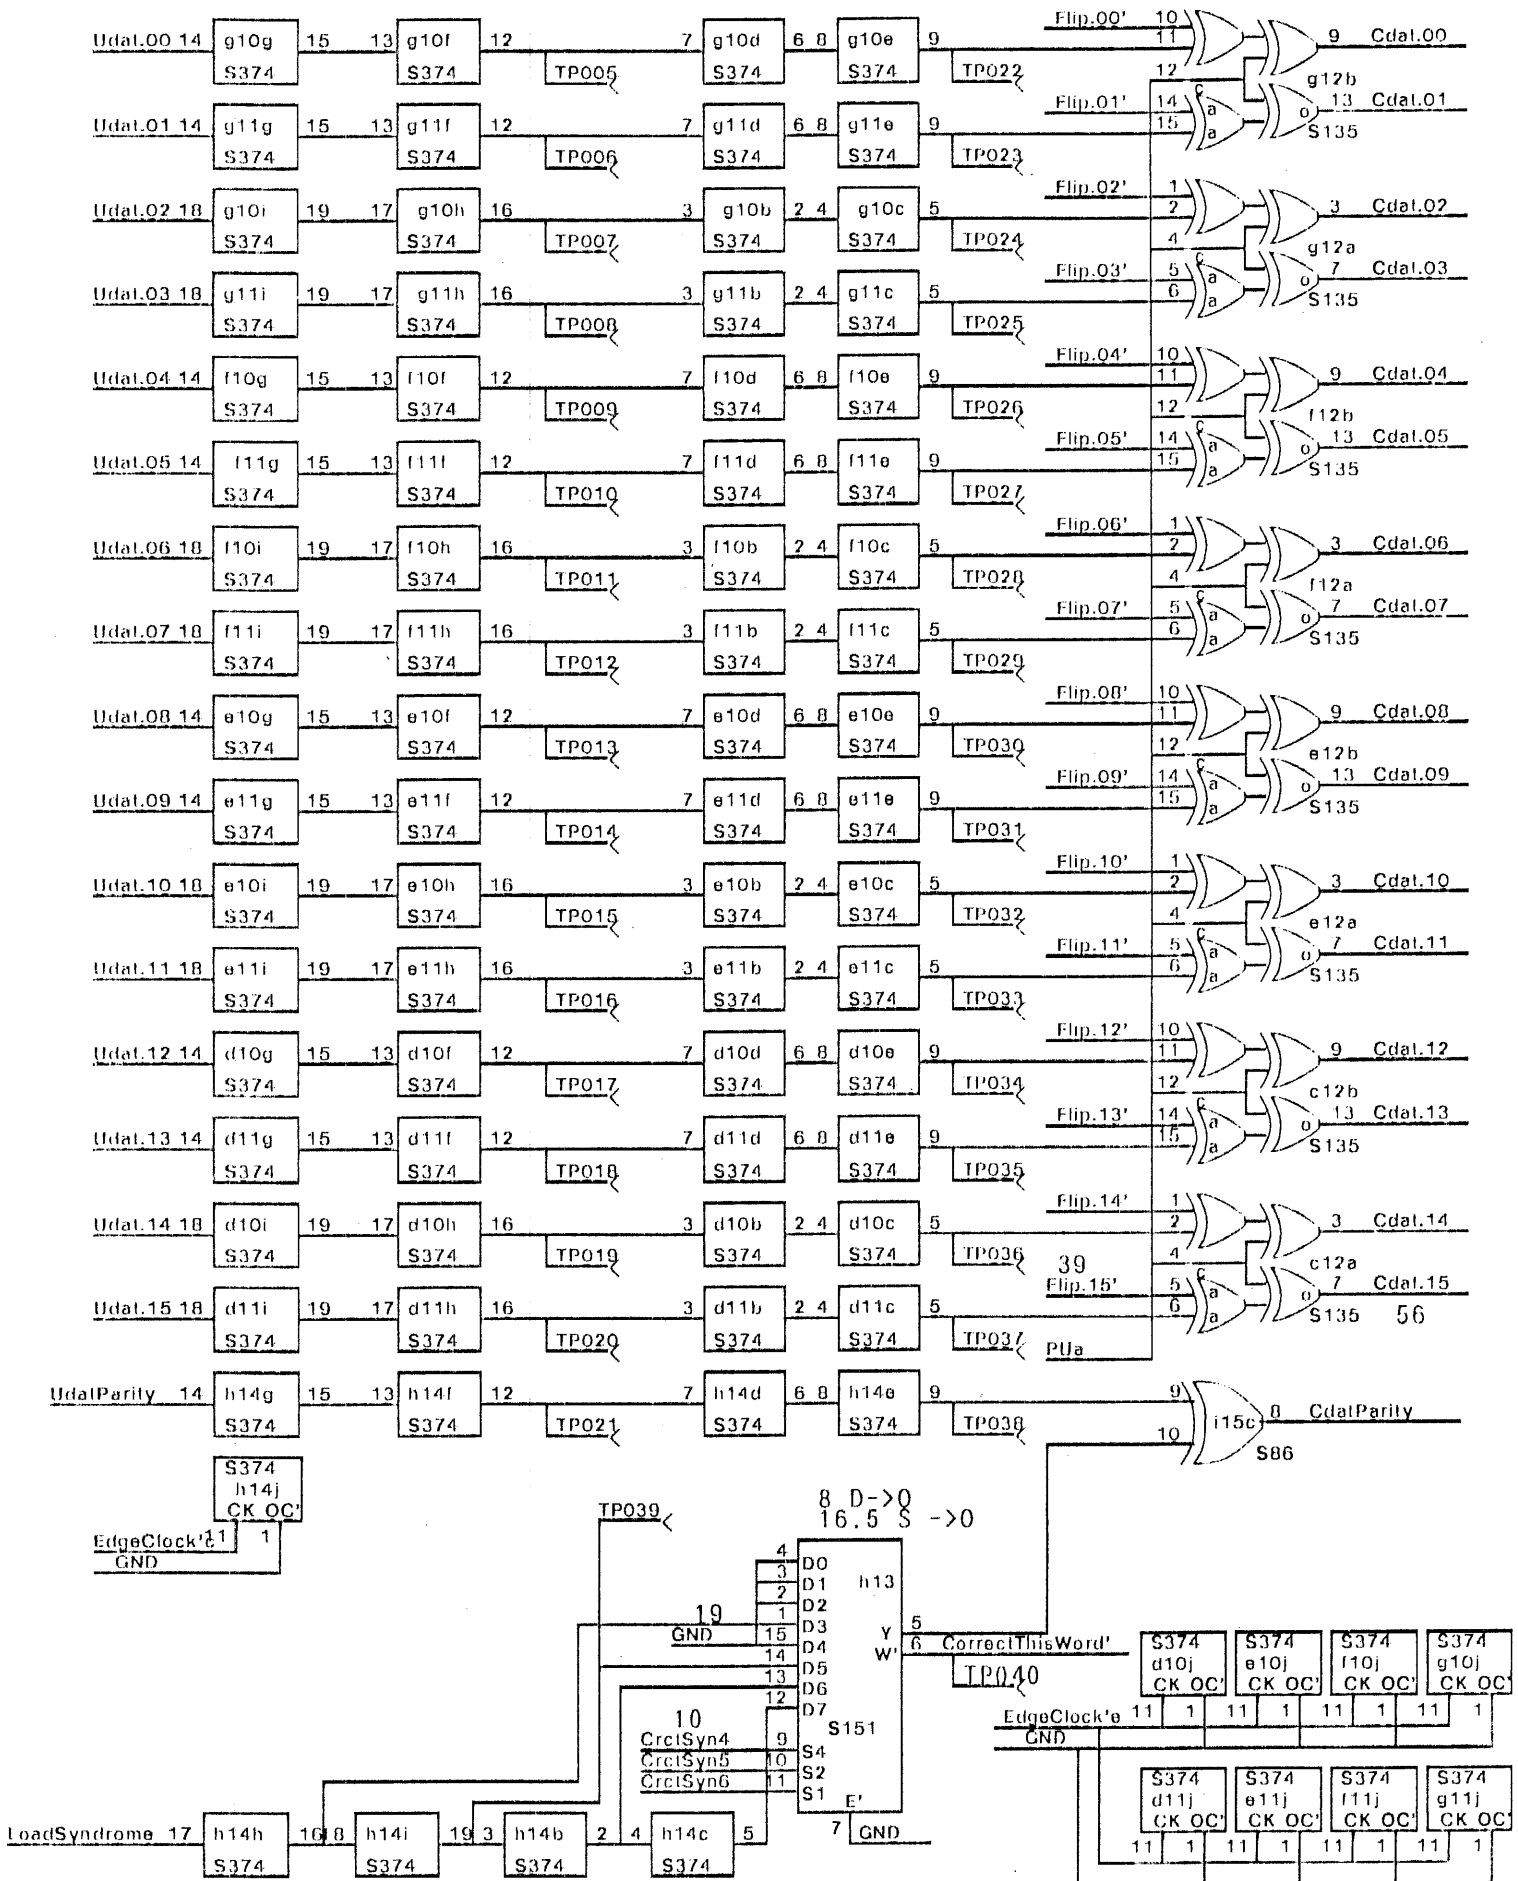 Udat.00 14 g10g S374 15 13 g10f S374 12 TP005 7 g10d S374 6 8 g10e S374 9 TP022 Flip.00' 10 11 12 9 Cdat.00 g12b
Udat.01 14 g11g S374 15 13 g11f S374 12 TP006 7 g11d S374 6 8 g11e S374 9 TP023 Flip.01' 14 15 c a a o 13 Cdat.01 S135
Udat.02 18 g10i S374 19 17 g10h S374 16 TP007 3 g10b S374 2 4 g10c S374 5 TP024 Flip.02' 1 2 4 3 Cdat.02 g12a
Udat.03 18 g11i S374 19 17 g11h S374 16 TP008 3 g11b S374 2 4 g11c S374 5 TP025 Flip.03' 5 6 c a a o 7 Cdat.03 S135
Udat.04 14 f10g S374 15 13 f10f S374 12 TP009 7 f10d S374 6 8 f10e S374 9 TP026 Flip.04' 10 11 12 9 Cdat.04 f12b
Udat.05 14 f11g S374 15 13 f11f S374 12 TP010 7 f11d S374 6 8 f11e S374 9 TP027 Flip.05' 14 15 c a a o 13 Cdat.05 S135
Udat.06 18 f10i S374 19 17 f10h S374 16 TP011 3 f10b S374 2 4 f10c S374 5 TP028 Flip.06' 1 2 4 3 Cdat.06 f12a
Udat.07 18 f11i S374 19 17 f11h S374 16 TP012 3 f11b S374 2 4 f11c S374 5 TP029 Flip.07' 5 6 c a a o 7 Cdat.07 S135
Udat.08 14 e10g S374 15 13 e10f S374 12 TP013 7 e10d S374 6 8 e10e S374 9 TP030 Flip.08' 10 11 12 9 Cdat.08 e12b
Udat.09 14 e11g S374 15 13 e11f S374 12 TP014 7 e11d S374 6 8 e11e S374 9 TP031 Flip.09' 14 15 c a a o 13 Cdat.09 S135
Udat.10 18 e10i S374 19 17 e10h S374 16 TP015 3 e10b S374 2 4 e10c S374 5 TP032 Flip.10' 1 2 4 3 Cdat.10 e12a
Udat.11 18 e11i S374 19 17 e11h S374 16 TP016 3 e11b S374 2 4 e11c S374 5 TP033 Flip.11' 5 6 c a a o 7 Cdat.11 S135
Udat.12 14 d10g S374 15 13 d10f S374 12 TP017 7 d10d S374 6 8 d10e S374 9 TP034 Flip.12' 10 11 12 9 Cdat.12 c12b
Udat.13 14 d11g S374 15 13 d11f S374 12 TP018 7 d11d S374 6 8 d11e S374 9 TP035 Flip.13' 14 15 c a a o 13 Cdat.13 S135
Udat.14 18 d10i S374 19 17 d10h S374 16 TP019 3 d10b S374 2 4 d10c S374 5 TP036 Flip.14' 1 2 4 3 Cdat.14 c12a
39
Udat.15 18 d11i S374 19 17 d11h S374 16 TP020 3 d11b S374 2 4 d11c S374 5 TP037 Flip.15' 5 6 c a a o 7 Cdat.15 S135 56
PUa
UdatParity 14 h14g S374 15 13 h14f S374 12 TP021 7 h14d S374 6 8 h14e S374 9 TP038 9 10 i15c 8 CdatParity S86
S374
h14j
CK OC'
EdgeClock'c 11 1
GND
TP039
8 D->O
16.5 S ->O
4 D0 h13
3 D1
2 D2
19 1 D3
GND 15 D4 Y 5
14 D5 W' 6 CorrectThisWord'
13 D6 TP040
12 D7
10 S151
CrctSyn4 9 S4
CrctSyn5 10 S2
CrctSyn6 11 S1
E'
7 GND
S374 S374 S374 S374
d10j e10j f10j g10j
CK OC' CK OC' CK OC' CK OC'
11 1 11 1 11 1 11 1
EdgeClock'e
GND
S374 S374 S374 S374
d11j e11j f11j g11j
CK OC' CK OC' CK OC' CK OC'
11 1 11 1 11 1 11 1
LoadSyndrome 17 h14h S374 16 18 h14i S374 19 3 h14b S374 2 4 h14c S374 5